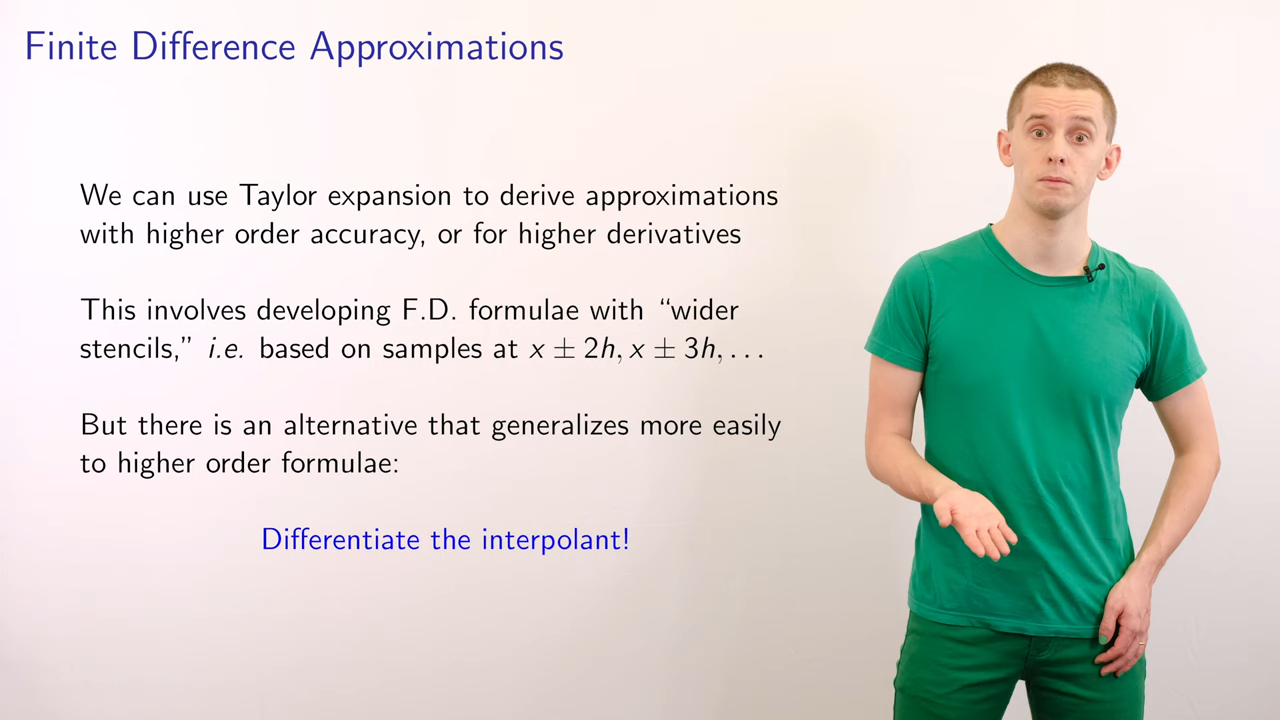 Finite Difference Approximations
We can use Taylor expansion to derive approximations
with higher order accuracy, or for higher derivatives
This involves developing F.D. formulae with “wider
stencils,” i.e. based on samples at x ± 2h, x ± 3h, . . .
But there is an alternative that generalizes more easily
to higher order formulae:
Differentiate the interpolant!